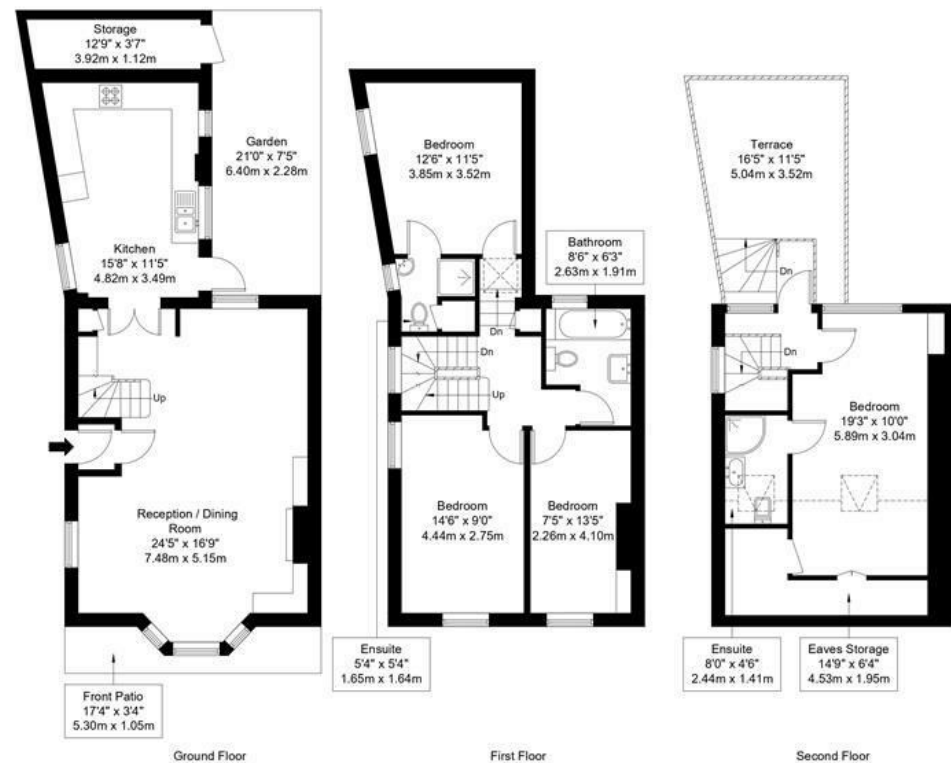 Storage
12'9" x 3'7"
3.92m x 1.12m
Garden
21'0" x 7'5"
6.40m x 2.28m
Kitchen
15'8" x 11'5"
4.82m x 3.49m
Up
Reception / Dining
Room
24'5" x 16'9"
7.48m x 5.15m
Front Patio
17'4" x 3'4"
5.30m x 1.05m
Ground Floor
Bedroom
12'6" x 11'5"
3.85m x 3.52m
Bathroom
8'6" x 6'3"
2.63m x 1.91m
Dn
Dn
Up
Bedroom
14'6" x 9'0"
4.44m x 2.75m
Bedroom
7'5" x 13'5"
2.26m x 4.10m
Ensuite
5'4" x 5'4"
1.65m x 1.64m
First Floor
Terrace
16'5" x 11'5"
5.04m x 3.52m
Dn
Dn
Bedroom
19'3" x 10'0"
5.89m x 3.04m
Ensuite
8'0" x 4'6"
2.44m x 1.41m
Eaves Storage
14'9" x 6'4"
4.53m x 1.95m
Second Floor